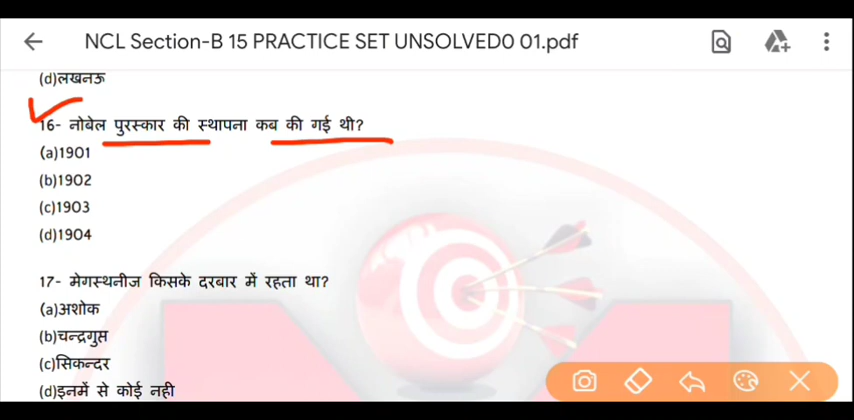 NCL Section-B 15 PRACTICE SET UNSOLVED0 01.pdf
(d)लखनऊ
16- नोबेल पुरस्कार की स्थापना कब की गई थी?
(a)1901
(b)1902
(c)1903
(d)1904
17- मेगस्थनीज किसके दरबार में रहता था?
(a)अशोक
(b)चन्द्रगुप्त
(c)सिकन्दर
(d)इनमें से कोई नही